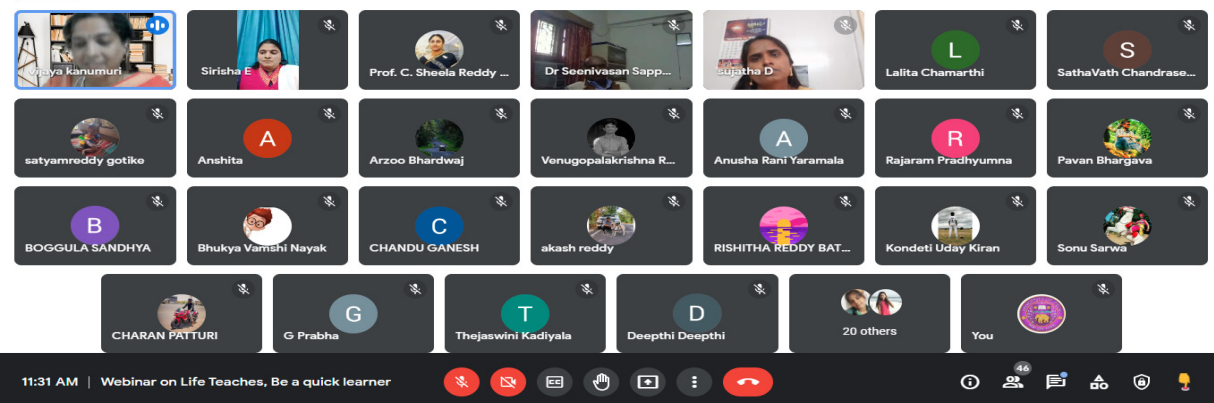 vijaya kanumuri
Sirisha E
Prof. C. Sheela Reddy ...
Dr Seenivasan Sapp...
sujatha D
L
Lalita Chamarthi
S
SathaVath Chandrase...
satyamreddy gotike
A
Anshita
Arzoo Bhardwaj
Venugopalakrishna R...
A
Anusha Rani Yaramala
R
Rajaram Pradhyumna
Pavan Bhargava
B
BOGGULA SANDHYA
Bhukya Vamshi Nayak
C
CHANDU GANESH
akash reddy
RISHITHA REDDY BAT...
Kondeti Uday Kiran
Sonu Sarwa
CHARAN PATTURI
G
G Prabha
T
Thejaswini Kadiyala
D
Deepthi Deepthi
20 others
You
11:31 AM | Webinar on Life Teaches, Be a quick learner
CC
46